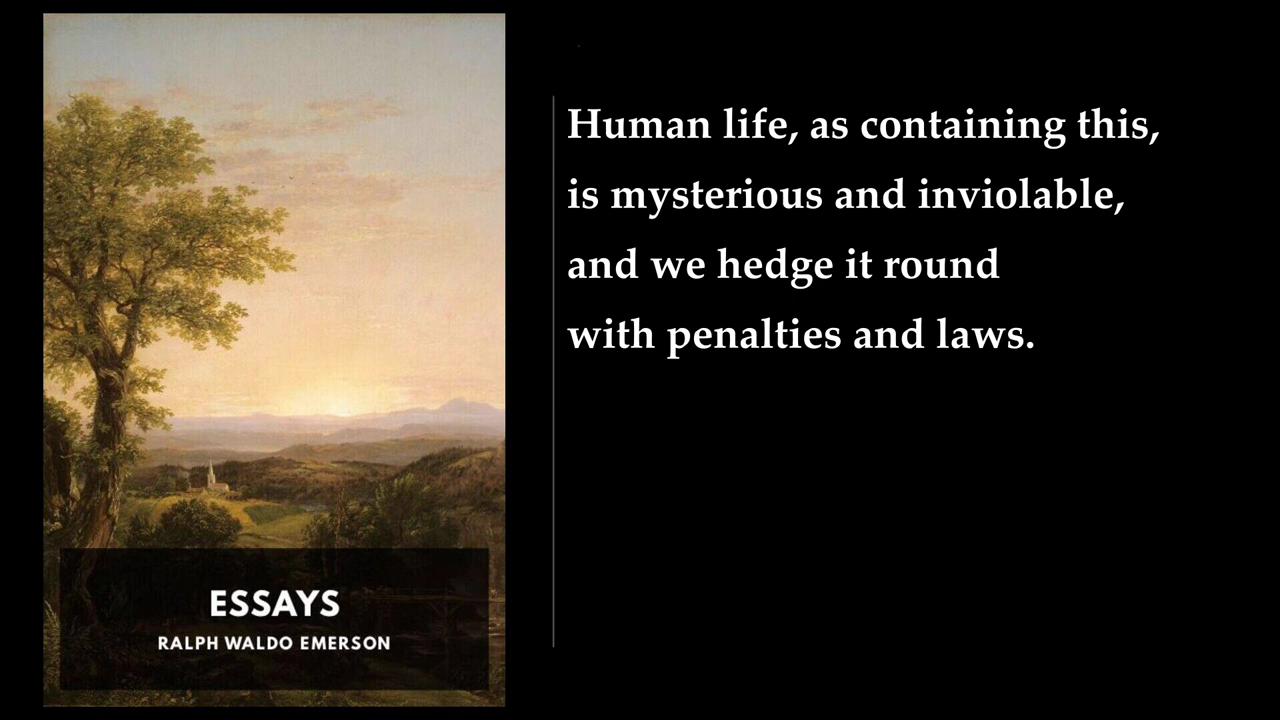 Human life, as containing this,
is mysterious and inviolable,
and we hedge it round
with penalties and laws.
ESSAYS
RALPH WALDO EMERSON